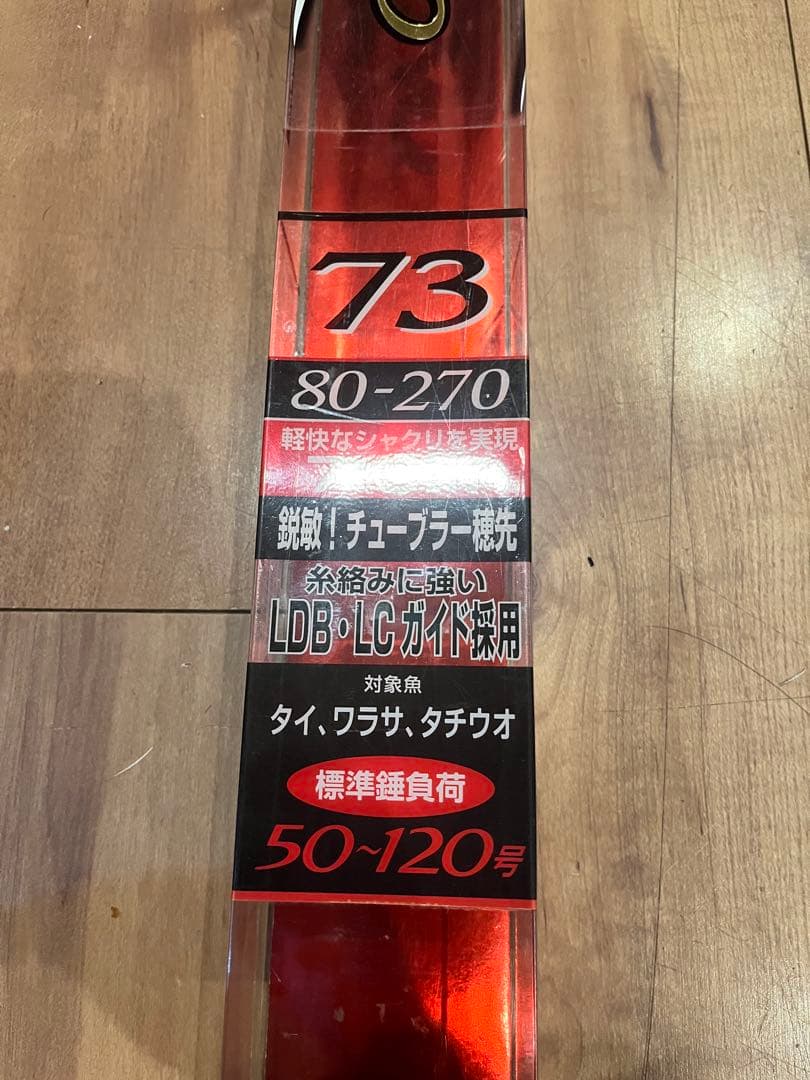 73
80-270
軽快なシャクリを実現
鋭敏!チューブラー穂先
糸絡みに強い
LDB・LCガイド採用
対象魚
タイ、ワラサ、タチウオ
標準錘負荷
50~120号